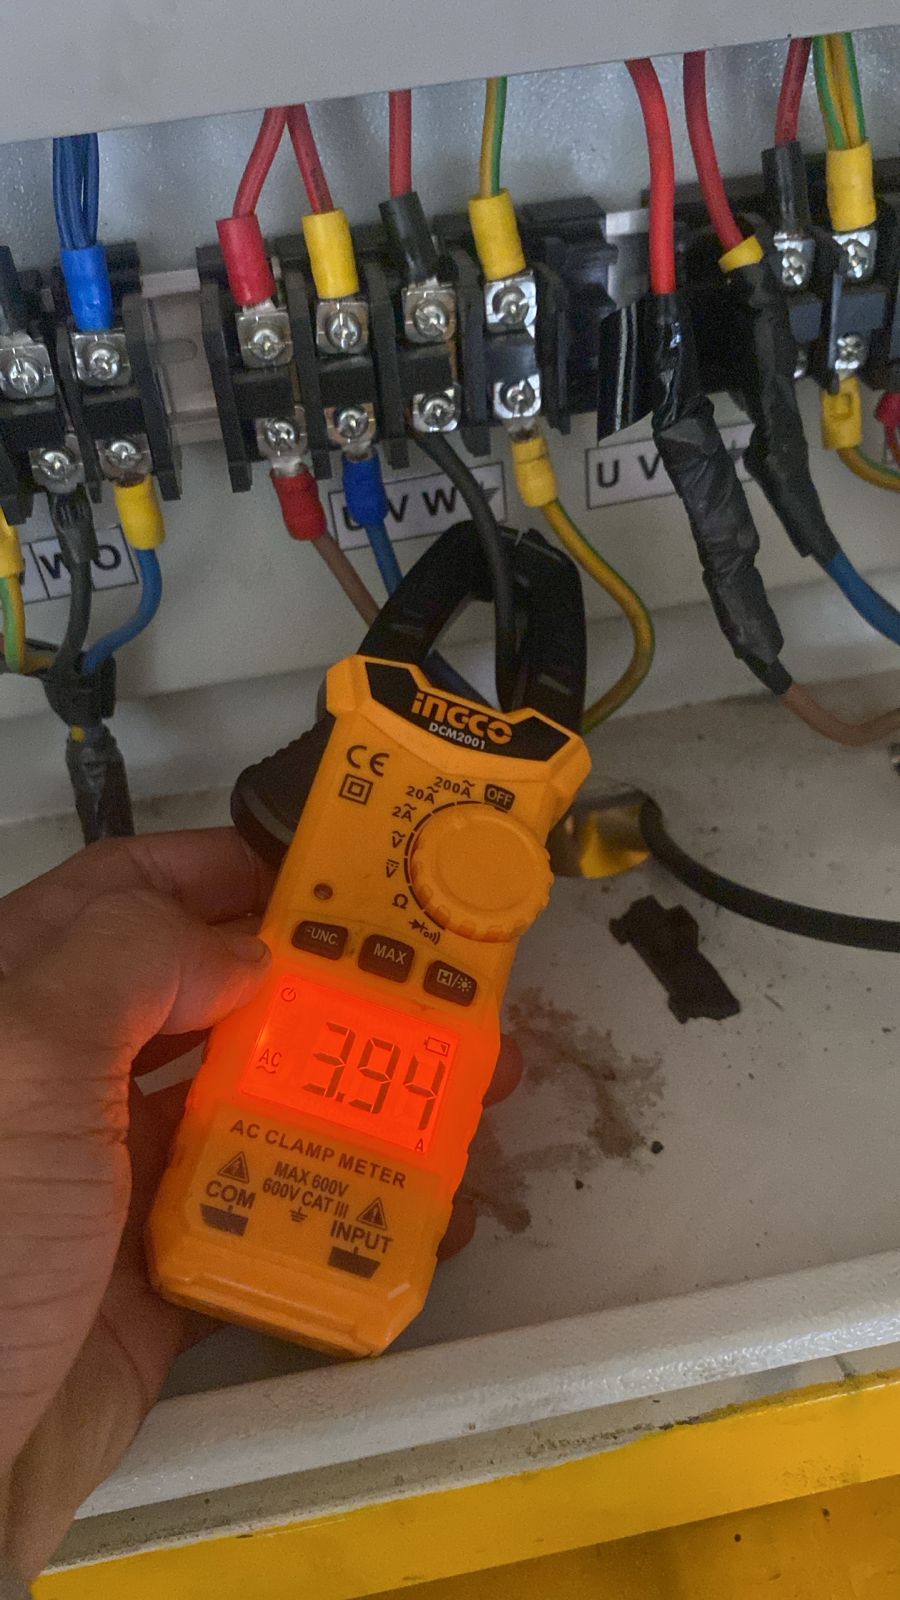 U V W
U V
W O
INGCO
DCM2001
CE
200A OFF
20A
2A
V
V
Ω
FUNC.
MAX
H/
3.94
AC
A
AC CLAMP METER
MAX 600V
600V CAT III
COM
INPUT